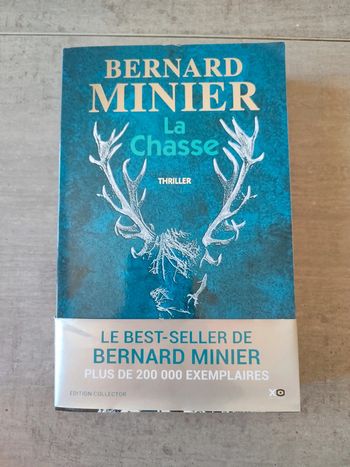 BERNARD
MINIER
La
Chasse
THRILLER
LE BEST-SELLER DE
BERNARD MINIER
PLUS DE 200 000 EXEMPLAIRES
EDITION COLLECTOR
XO